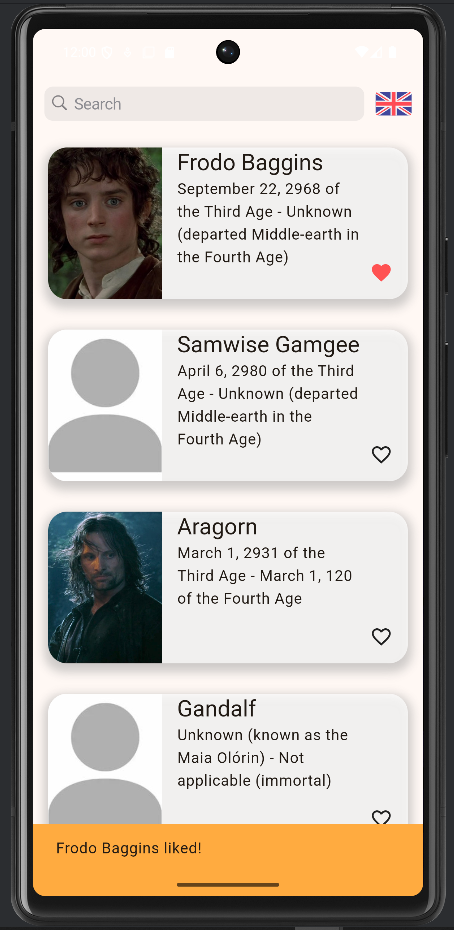 Search
Frodo Baggins
September 22, 2968 of
the Third Age - Unknown
(departed Middle-earth in
the Fourth Age)
Samwise Gamgee
April 6, 2980 of the Third
Age - Unknown (departed
Middle-earth in the
Fourth Age)
Aragorn
March 1, 2931 of the
Third Age - March 1, 120
of the Fourth Age
Gandalf
Unknown (known as the
Maia Olórin) - Not
applicable (immortal)
Frodo Baggins liked!